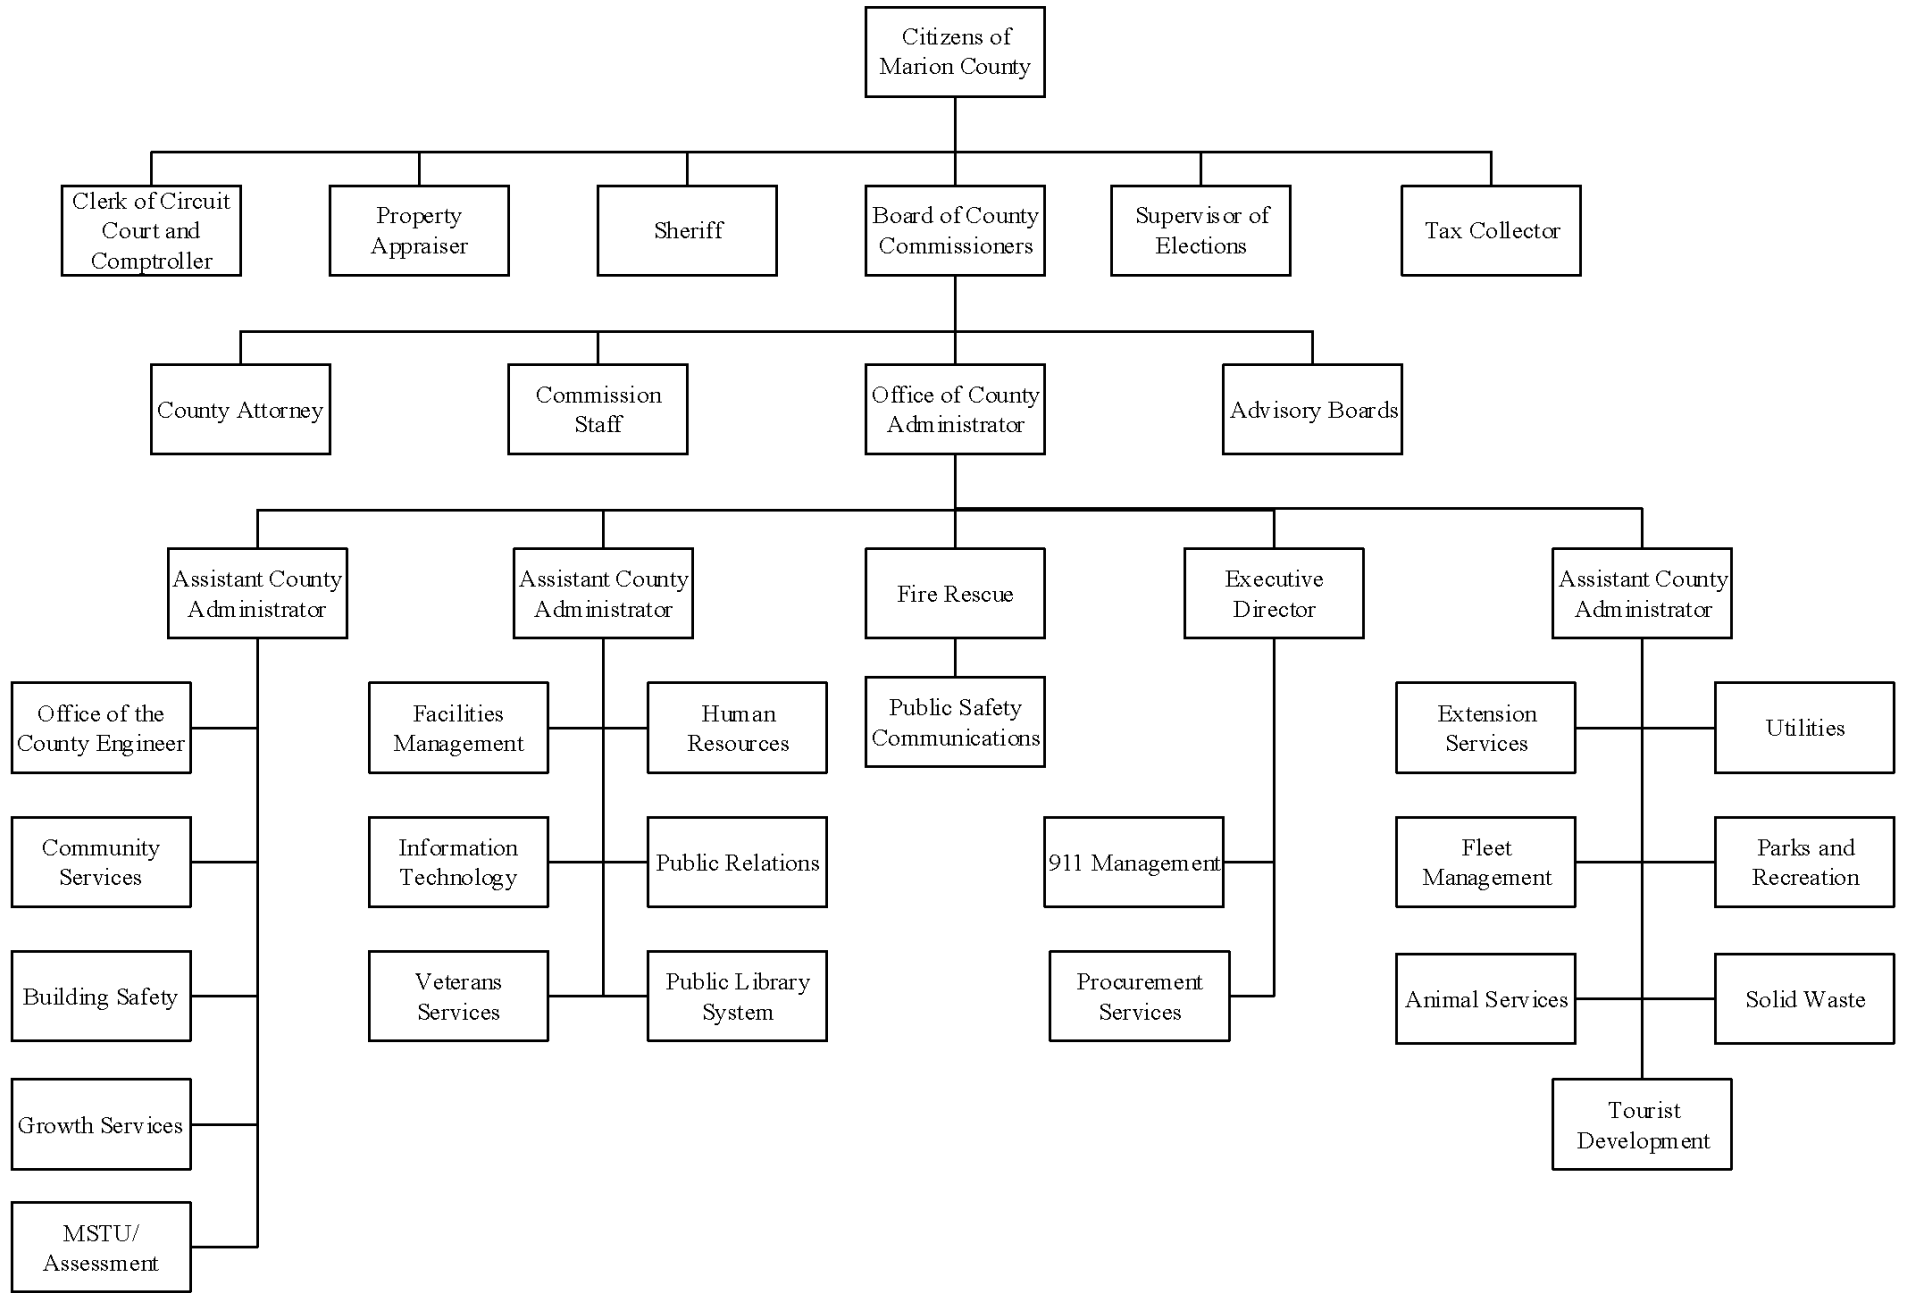 Citizens of
Marion County
Clerk of Circuit
Court and
Comptroller
Property
Appraiser
Sheriff
Board of County
Commissioners
Supervisor of
Elections
Tax Collector
County Attorney
Commission
Staff
Office of County
Administrator
Advisory Boards
Assistant County
Administrator
Assistant County
Administrator
Fire Rescue
Executive
Director
Assistant County
Administrator
Office of the
County Engineer
Facilities
Management
Human
Resources
Public Safety
Communications
Extension
Services
Utilities
Community
Services
Information
Technology
Public Relations
911 Management
Fleet
Management
Parks and
Recreation
Building Safety
Veterans
Services
Public Library
System
Procurement
Services
Animal Services
Solid Waste
Growth Services
Tourist
Development
MSTU/
Assessment